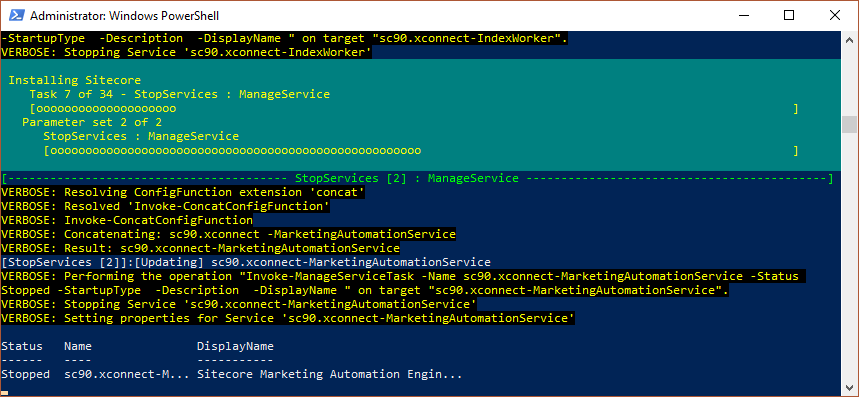 Administrator: Windows PowerShell
-StartupType  -Description  -DisplayName " on target "sc90.xconnect-IndexWorker".
VERBOSE: Stopping Service 'sc90.xconnect-IndexWorker'
Installing Sitecore
Task 7 of 34 - StopServices : ManageService
[oooooooooooooooooooo ]
Parameter set 2 of 2
StopServices : ManageService
[ooooooooooooooooooooooooooooooooooooooooooooooooooooo ]
[---------------------------------------- StopServices [2] : ManageService -------------------------------------------]
VERBOSE: Resolving ConfigFunction extension 'concat'
VERBOSE: Resolved 'Invoke-ConcatConfigFunction'
VERBOSE: Invoke-ConcatConfigFunction
VERBOSE: Concatenating: sc90.xconnect -MarketingAutomationService
VERBOSE: Result: sc90.xconnect-MarketingAutomationService
[StopServices [2]]:[Updating] sc90.xconnect-MarketingAutomationService
VERBOSE: Performing the operation "Invoke-ManageServiceTask -Name sc90.xconnect-MarketingAutomationService -Status
Stopped -StartupType  -Description  -DisplayName " on target "sc90.xconnect-MarketingAutomationService".
VERBOSE: Stopping Service 'sc90.xconnect-MarketingAutomationService'
VERBOSE: Setting properties for Service 'sc90.xconnect-MarketingAutomationService'
Status   Name               DisplayName
------   ----               -----------
Stopped  sc90.xconnect-M... Sitecore Marketing Automation Engin...